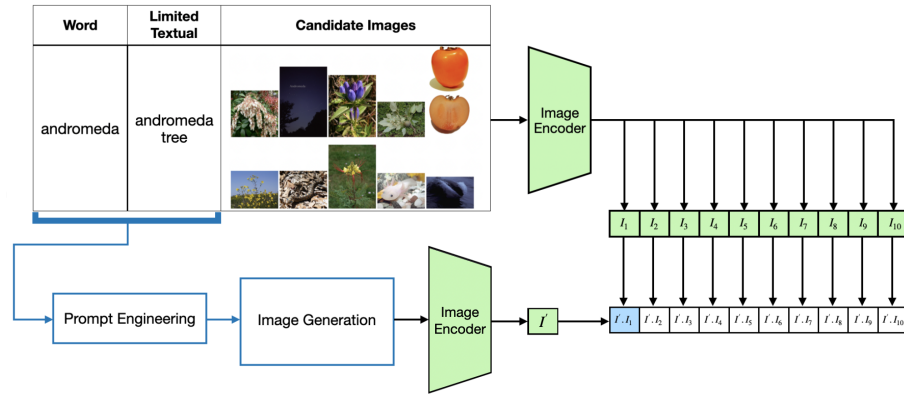 Word
Limited
Textual
Candidate Images
andromeda
andromeda
tree
Image
Encoder
I₁ I₂ I₃ I₄ I₅ I₆ I₇ I₈ I₉ I₁₀
Prompt Engineering
Image Generation
Image
Encoder
I′
I′.I₁ I′.I₂ I′.I₃ I′.I₄ I′.I₅ I′.I₆ I′.I₇ I′.I₈ I′.I₉ I′.I₁₀